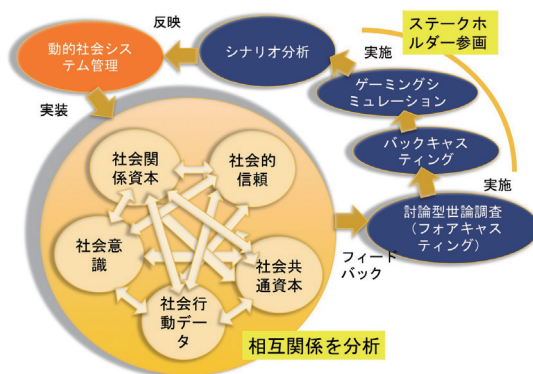 反映
ステークホ
ルダー参画
動的社会シス
テム管理
シナリオ分析
実施
ゲーミングシ
ミュレーション
実装
バックキャス
ティング
社会関
係資本
社会的
信頼
実施
討論型世論調査
（フォアキャス
ティング）
社会意
識
社会共
通資本
フィード
バック
社会行
動デー
タ
相互関係を分析